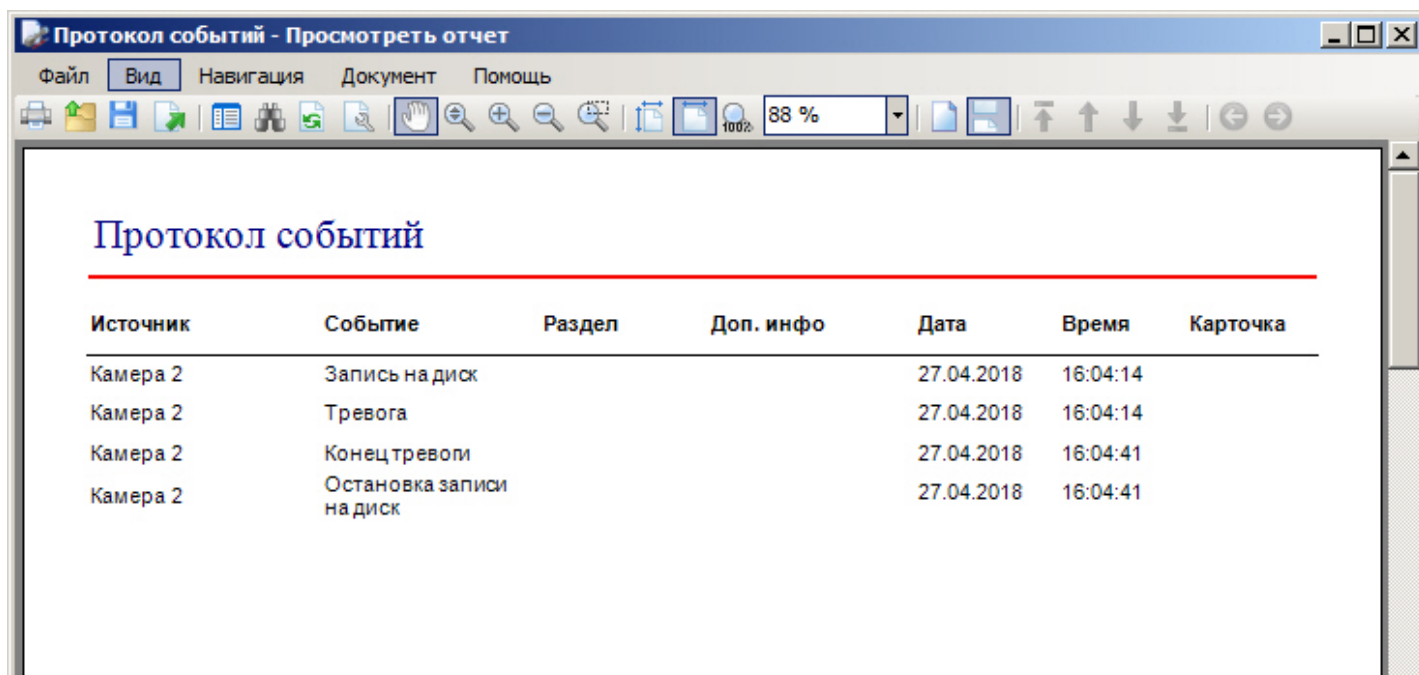 Протокол событий - Просмотреть отчет
Файл Вид Навигация Документ Помощь
100% 88 %
Протокол событий
Источник Событие Раздел Доп. инфо Дата Время Карточка
Камера 2 Запись на диск 27.04.2018 16:04:14
Камера 2 Тревога 27.04.2018 16:04:14
Камера 2 Конец тревоги 27.04.2018 16:04:41
Камера 2 Остановка записи 27.04.2018 16:04:41
на диск